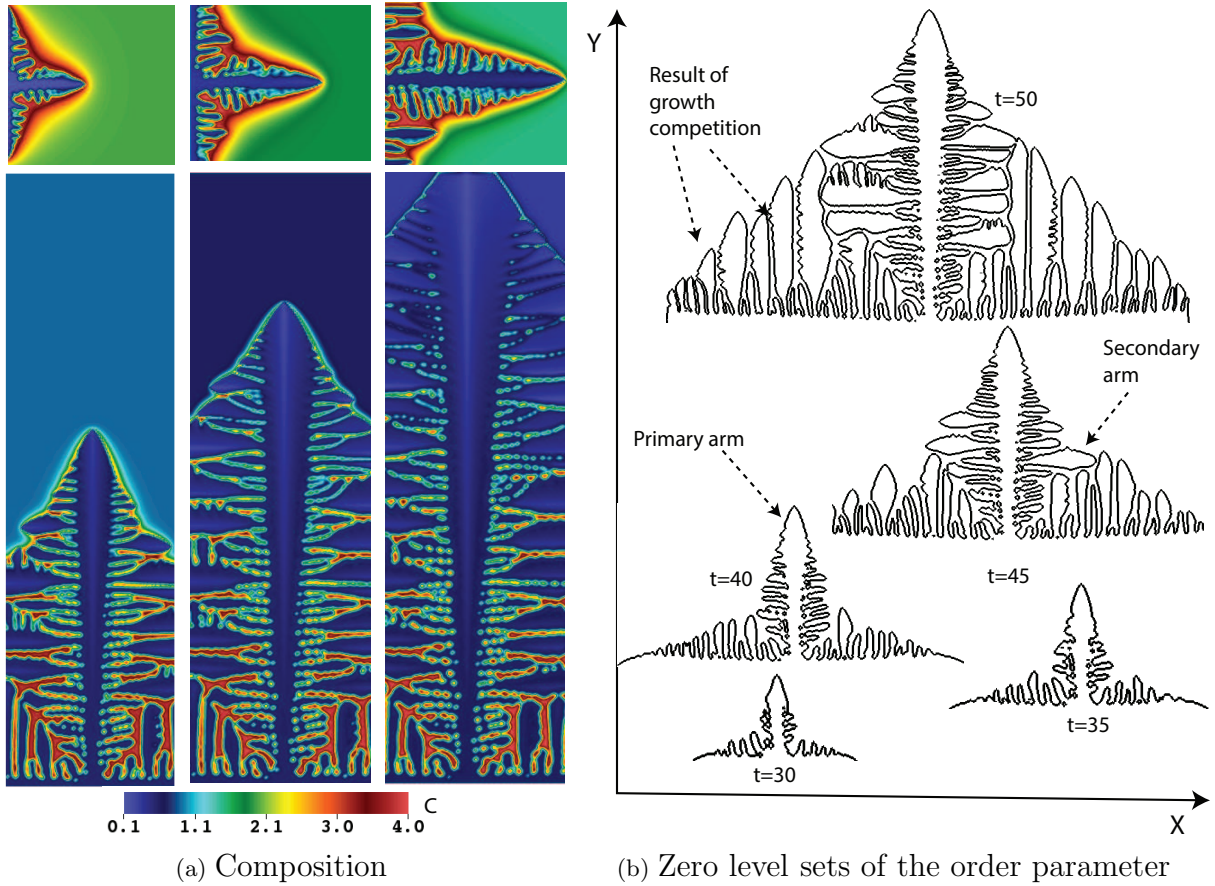 C
0.1 1.1 2.1 3.0 4.0
(a) Composition
Y
Result of
growth
competition
t=50
Secondary
arm
Primary arm
t=40
t=45
t=35
t=30
X
(b) Zero level sets of the order parameter